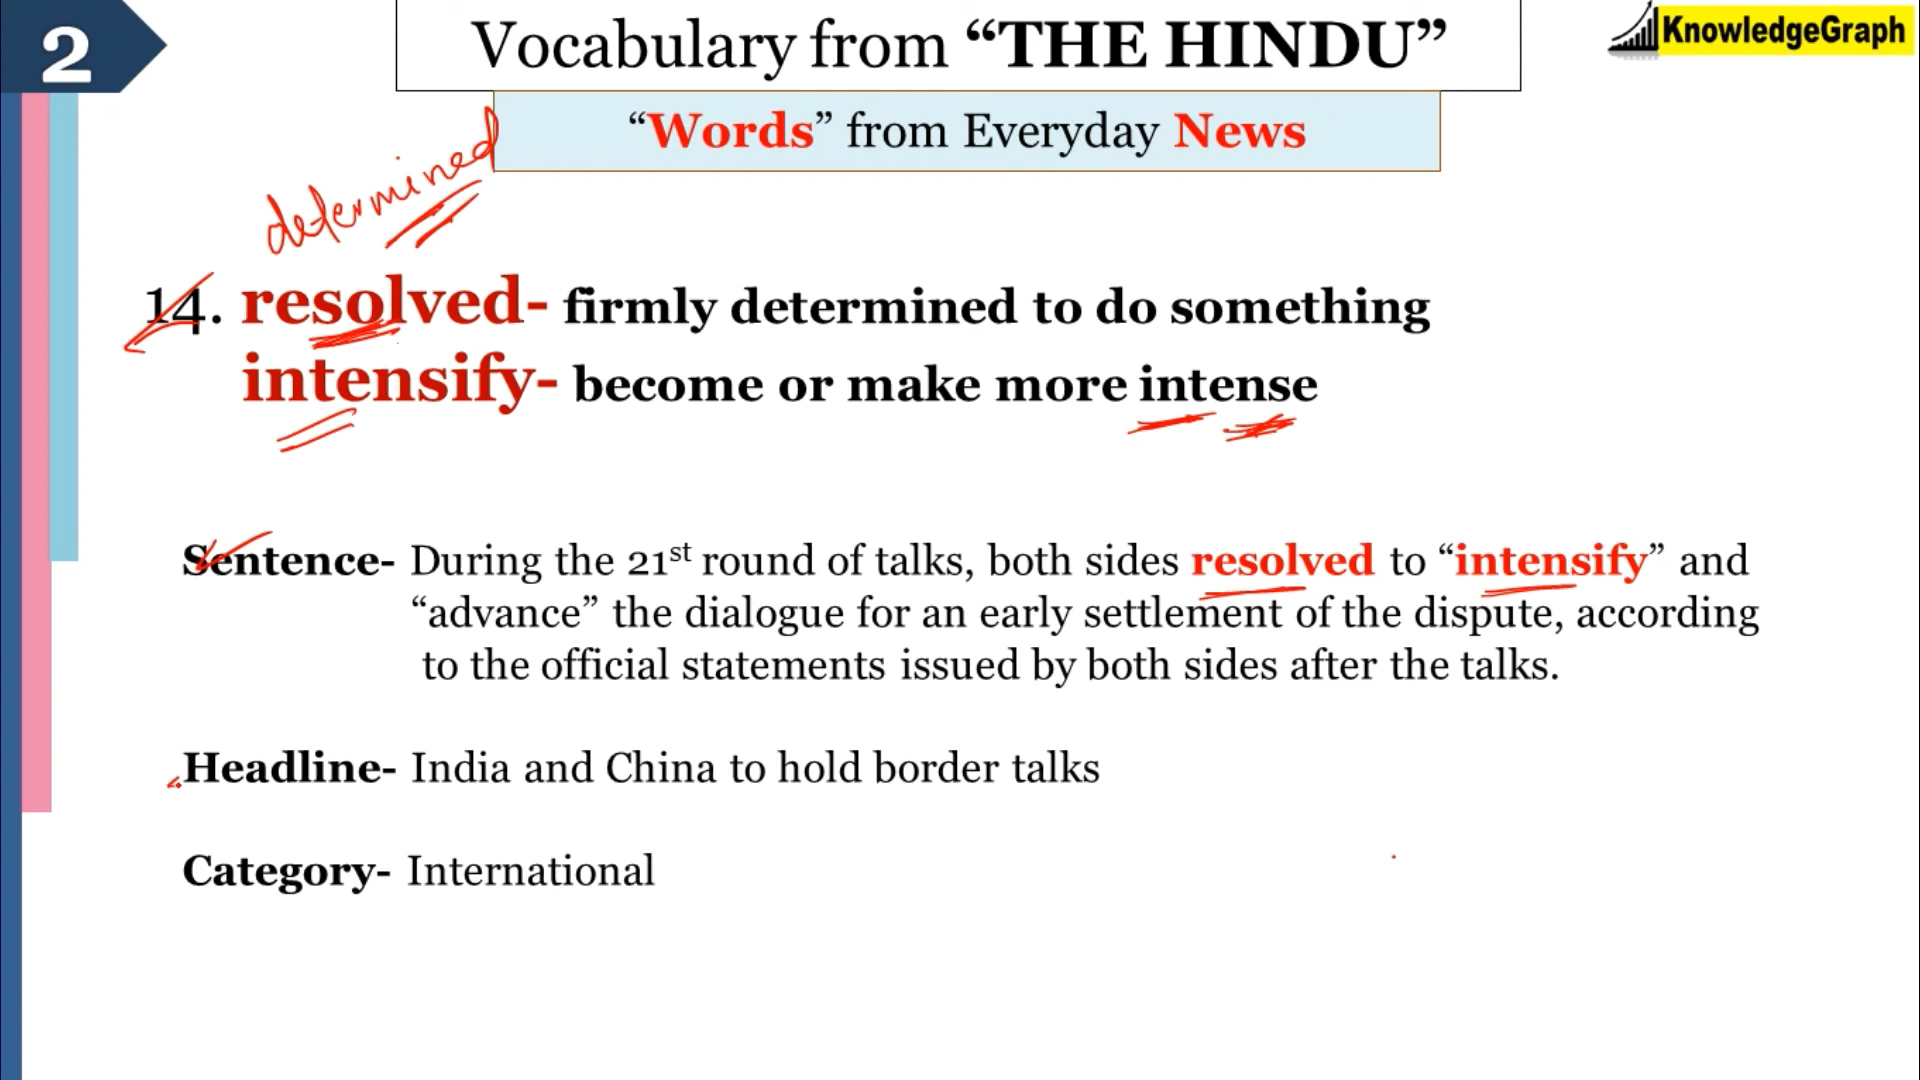 2
Vocabulary from “THE HINDU”
KnowledgeGraph
“Words” from Everyday News
determined
14. resolved- firmly determined to do something
intensify- become or make more intense
Sentence- During the 21st round of talks, both sides resolved to “intensify” and
“advance” the dialogue for an early settlement of the dispute, according
to the official statements issued by both sides after the talks.
Headline- India and China to hold border talks
Category- International